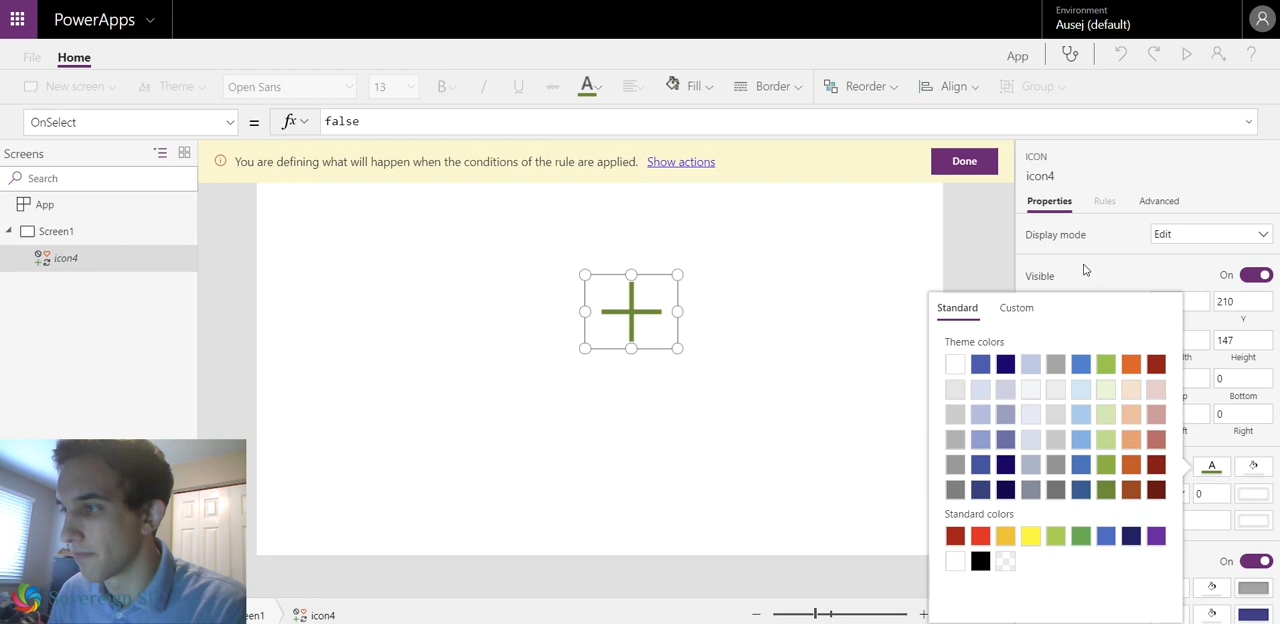 PowerApps
Environment
Ausej (default)
File
Home
App
New screen
Theme
Open Sans
13
B
/
U
abc
A
Fill
Border
Reorder
Align
Group
OnSelect
=
fx
false
Screens
Search
App
Screen1
icon4
You are defining what will happen when the conditions of the rule are applied.
Show actions
Done
ICON
icon4
Properties
Rules
Advanced
Display mode
Edit
Visible
On
210
Y
147
Height
0
Bottom
0
Right
Standard
Custom
Theme colors
Standard colors
A
0
On
Sovereign S
icon4